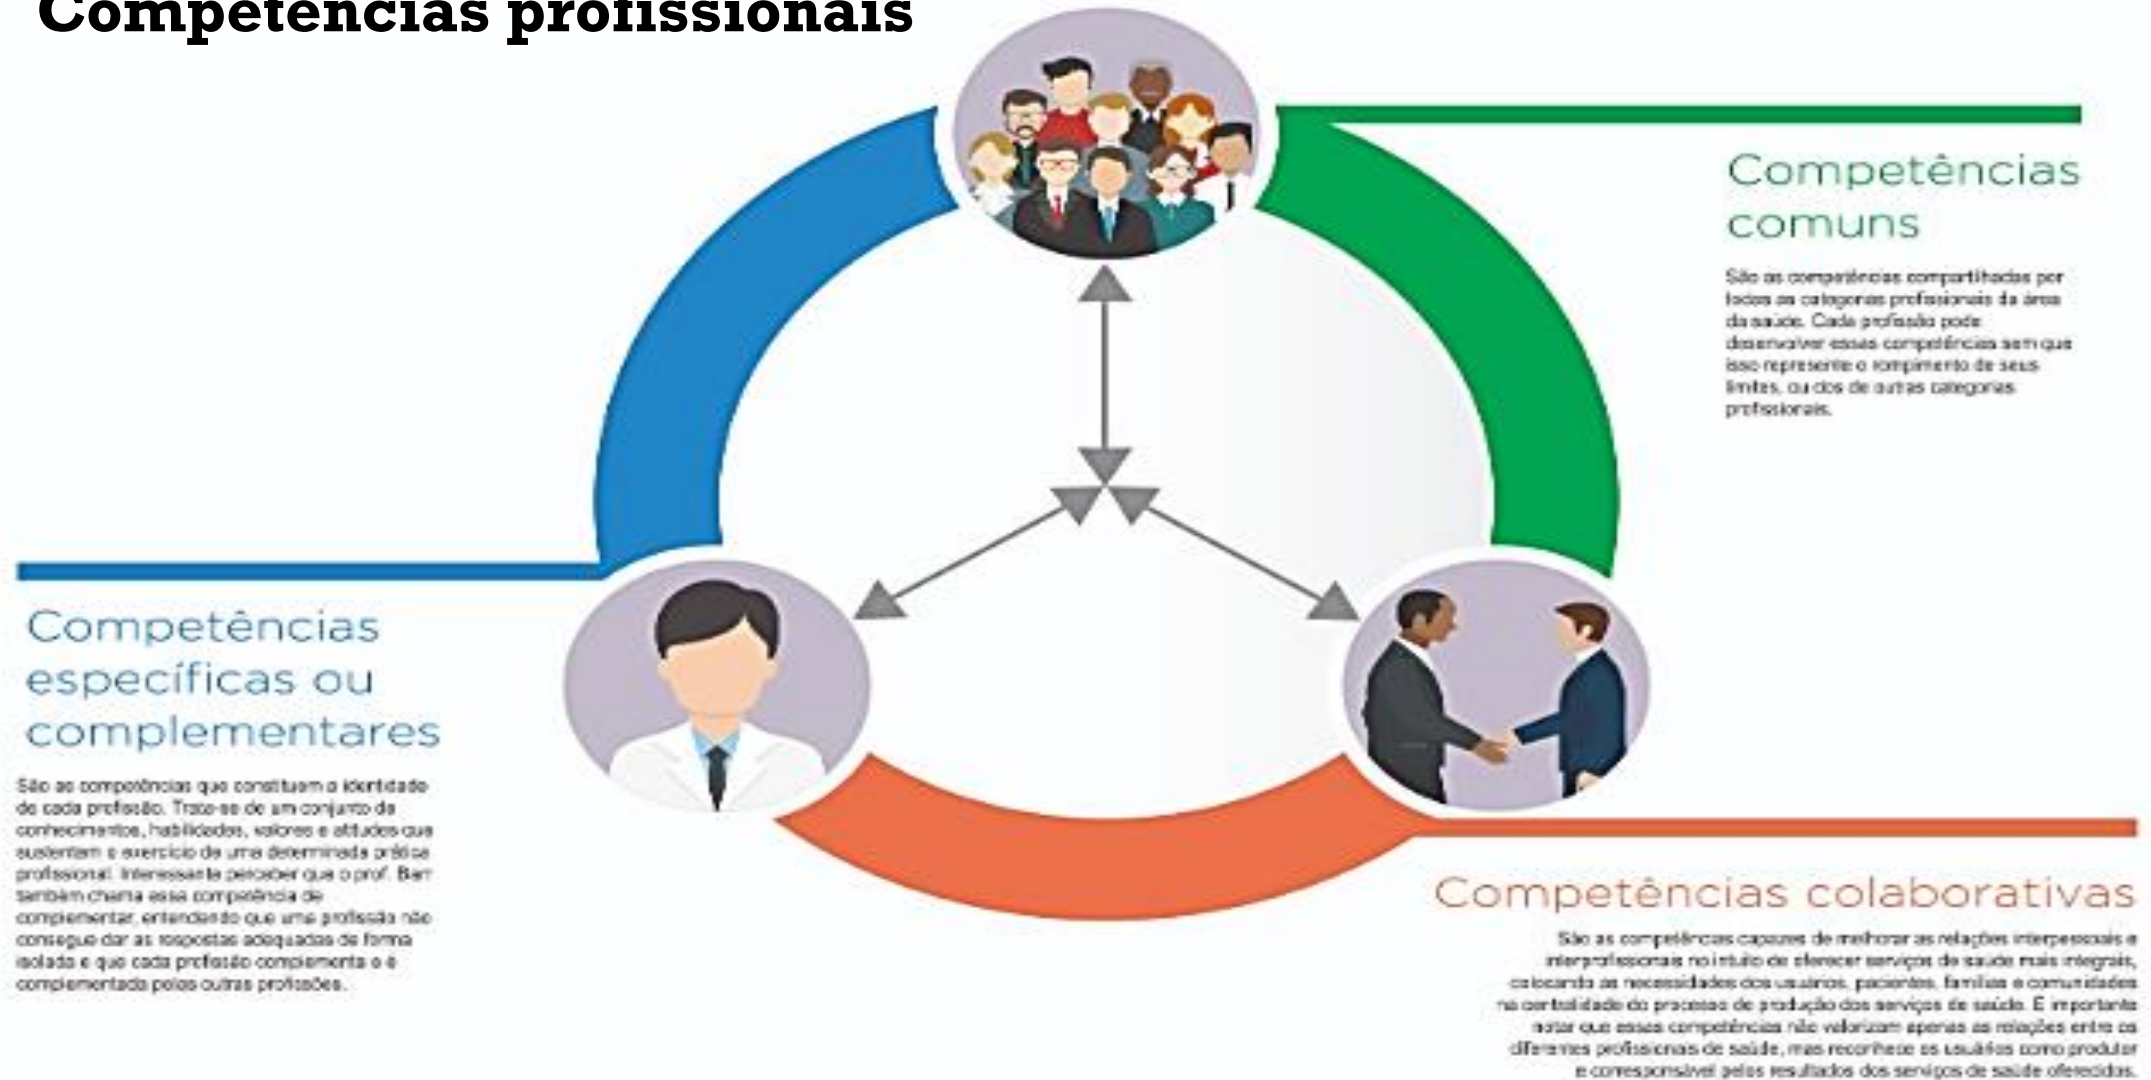 Competências profissionais
Competências
comuns
São as competências compartilhadas por
todas as categorias profissionais da área
da saúde. Cada profissão pode
desenvolver essas competências sem que
isso represente o rompimento de seus
limites, ou dos de outras categorias
profissionais.
Competências
específicas ou
complementares
São as competências que constituem a identidade
de cada profissão. Trata-se de um conjunto de
conhecimentos, habilidades, valores e atitudes que
sustentam o exercício de uma determinada prática
profissional. Interessante perceber que o prof. Barr
também chama essa competência de
complementar, entendendo que uma profissão não
consegue dar as respostas adequadas de forma
isolada e que cada profissão complementa e é
complementada pelas outras profissões.
Competências colaborativas
São as competências capazes de melhorar as relações interpessoais e
interprofissionais no intuito de oferecer serviços de saúde mais integrais,
colocando as necessidades dos usuários, pacientes, famílias e comunidades
na centralidade do processo de produção dos serviços de saúde. É importante
notar que essas competências não valorizam apenas as relações entre os
diferentes profissionais de saúde, mas reconhece os usuários como produtor
e corresponsável pelos resultados dos serviços de saúde oferecidos.